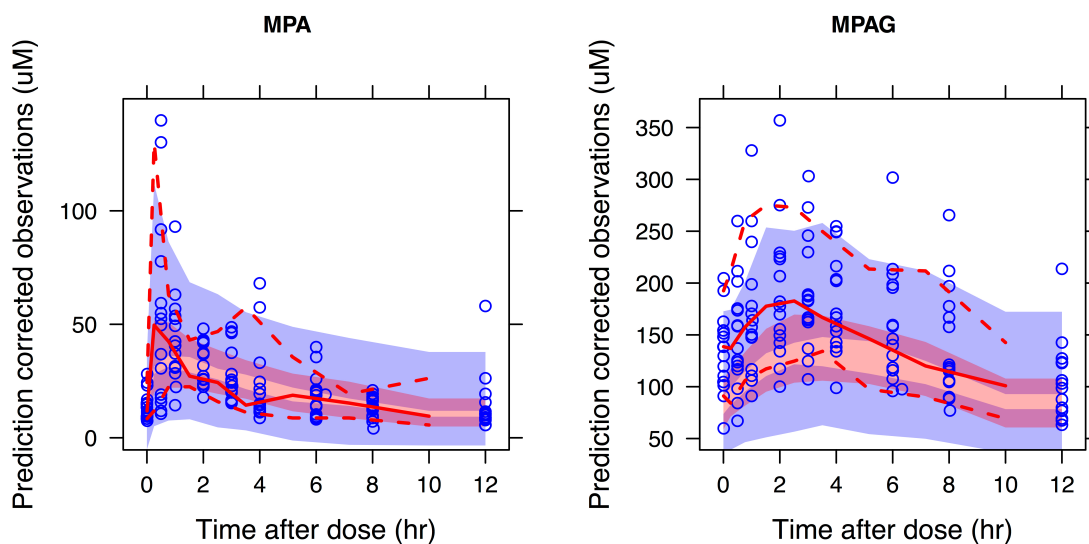 MPA
Prediction corrected observations (uM)
100
50
0
0 2 4 6 8 10 12
Time after dose (hr)
MPAG
Prediction corrected observations (uM)
350
300
250
200
150
100
50
0 2 4 6 8 10 12
Time after dose (hr)